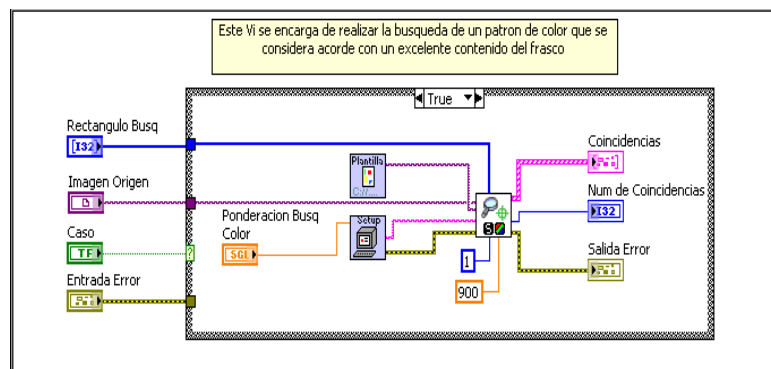 Este Vi se encarga de realizar la busqueda de un patron de color que se
considera acorde con un excelente contenido del frasco
True
Rectangulo Busq
[I32]
Imagen Origen
Caso
TF
?
Entrada Error
Plantilla
Ponderacion Busq
Color
SGL
Setup
1
900
S
Coincidencias
Num de Coincidencias
I32
Salida Error